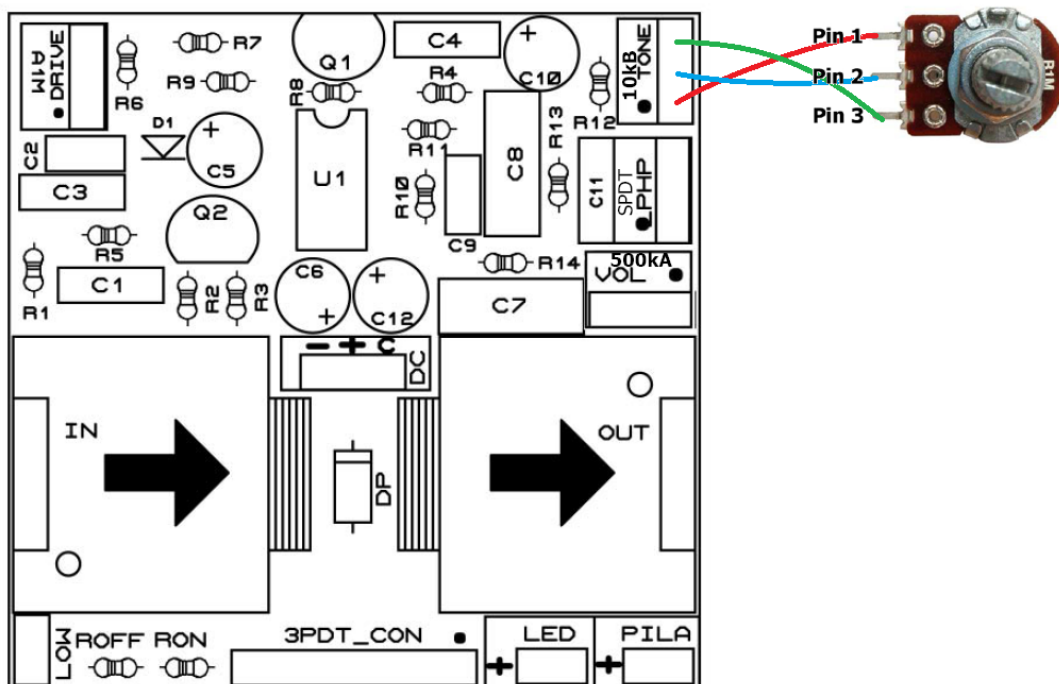 DRIVE
A1M
R6
R7
R9
Q1
R8
C4
R4
C10
R12
10kB
TONE
Pin 1
Pin 2
Pin 3
B1M
C2
D1
C5
C3
U1
R11
R10
C9
C8
R13
C11
SPDT
LPHP
Q2
R5
R1
C1
R2
R3
C6
+
+
C12
R14
C7
500kA
VOL
- + C
DC
IN
OUT
DP
LOM
ROFF
RON
3PDT_CON
LED
+
PILA
+
+
+